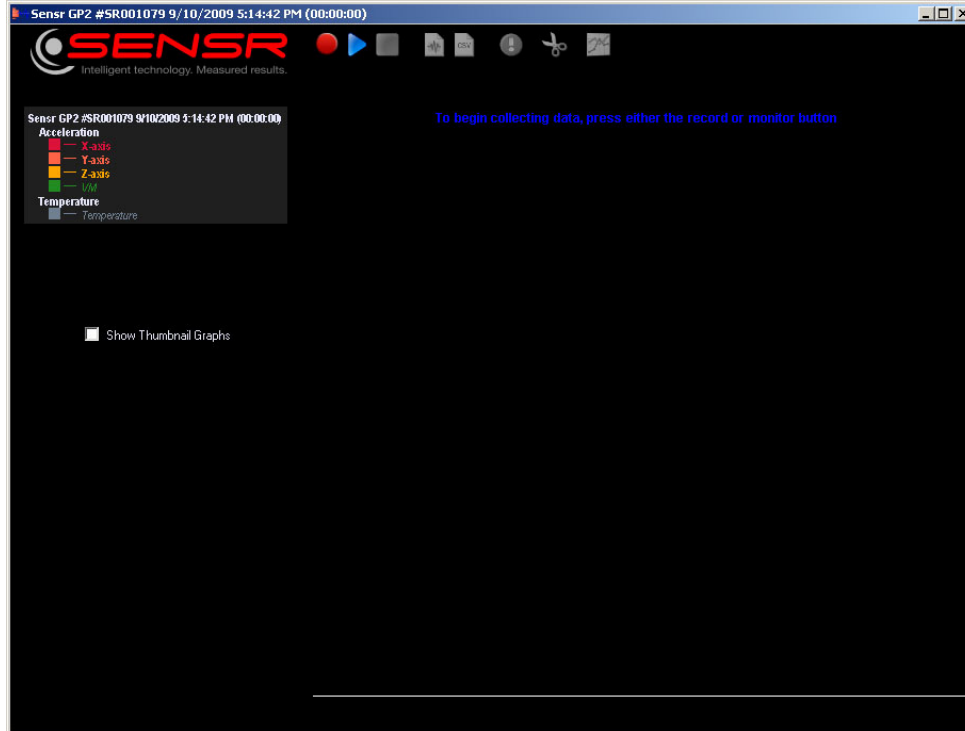 Sensr GP2 #SR001079 9/10/2009 5:14:42 PM (00:00:00)
SENSR
Intelligent technology. Measured results.
CSV
Sensr GP2 #SR001079 9/10/2009 5:14:42 PM (00:00:00)
Acceleration
X-axis
Y-axis
Z-axis
VM
Temperature
Temperature
To begin collecting data, press either the record or monitor button
Show Thumbnail Graphs